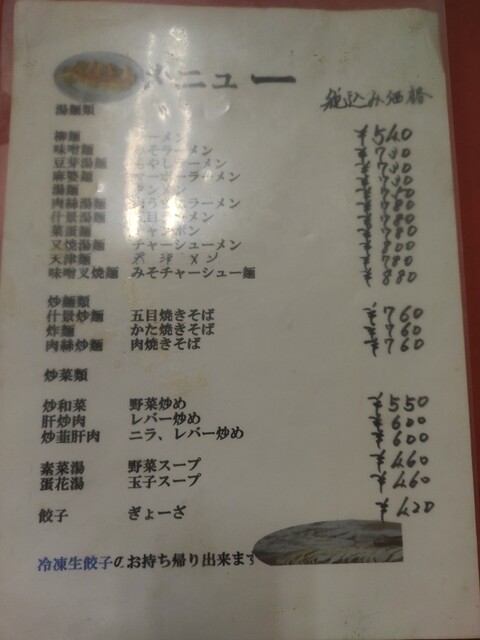 メニュー
税込み価格
湯麺類
柳麺 ラーメン ¥540
味噌麺 みそラーメン ¥700
豆芽湯麺 もやしラーメン
麻婆麺 マーボーラーメン
湯麺 タンメン
肉絲湯麺 ラーメン ¥780
什景湯麺 五目ラーメン ¥780
菜蛋麺 チャンポン ¥780
叉焼湯麺 チャーシューメン ¥800
天津麺 天津メン ¥780
味噌叉焼麺 みそチャーシュー麺 ¥880
炒麺類
什景炒麺 五目焼きそば ¥760
炸麺 かた焼きそば ¥760
肉絲炒麺 肉焼きそば ¥760
炒菜類
炒和菜 野菜炒め ¥550
肝炒肉 レバー炒め ¥600
炒韮肝肉 ニラ、レバー炒め ¥600
素菜湯 野菜スープ ¥460
蛋花湯 玉子スープ ¥460
餃子 ぎょーざ ¥420
冷凍生餃子のお持ち帰り出来ます